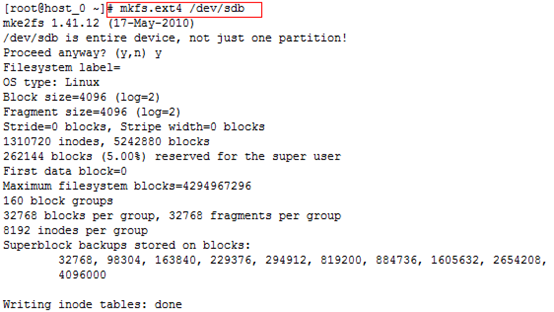 [root@host_0 ~]# mkfs.ext4 /dev/sdb
mke2fs 1.41.12 (17-May-2010)
/dev/sdb is entire device, not just one partition!
Proceed anyway? (y,n) y
Filesystem label=
OS type: Linux
Block size=4096 (log=2)
Fragment size=4096 (log=2)
Stride=0 blocks, Stripe width=0 blocks
1310720 inodes, 5242880 blocks
262144 blocks (5.00%) reserved for the super user
First data block=0
Maximum filesystem blocks=4294967296
160 block groups
32768 blocks per group, 32768 fragments per group
8192 inodes per group
Superblock backups stored on blocks:
32768, 98304, 163840, 229376, 294912, 819200, 884736, 1605632, 2654208,
4096000
Writing inode tables: done